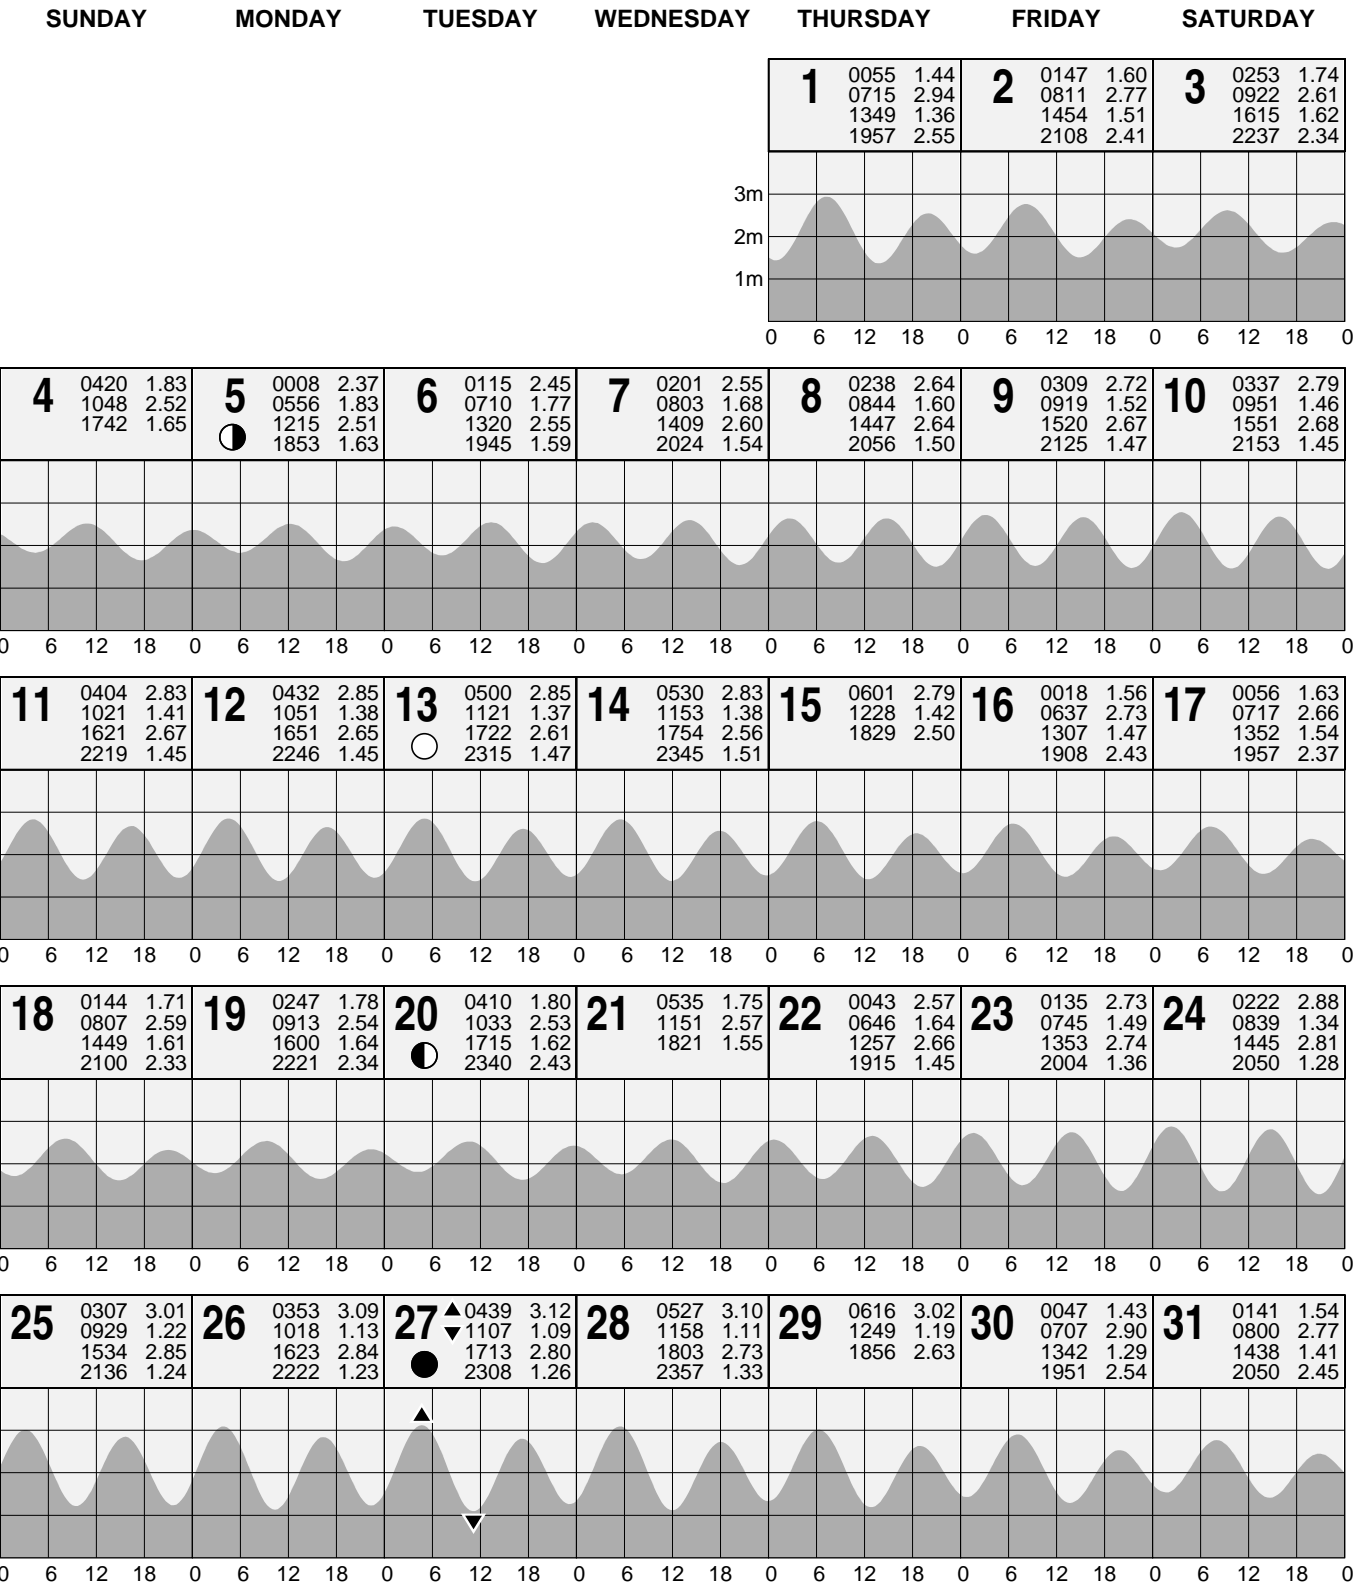 SUNDAY MONDAY TUESDAY WEDNESDAY THURSDAY FRIDAY SATURDAY
1 0055 1.44
0715 2.94
1349 1.36
1957 2.55
2 0147 1.60
0811 2.77
1454 1.51
2108 2.41
3 0253 1.74
0922 2.61
1615 1.62
2237 2.34
3m
2m
1m
0 6 12 18 0 6 12 18 0 6 12 18 0
4 0420 1.83
1048 2.52
1742 1.65
5 0008 2.37
0556 1.83
1215 2.51
1853 1.63
6 0115 2.45
0710 1.77
1320 2.55
1945 1.59
7 0201 2.55
0803 1.68
1409 2.60
2024 1.54
8 0238 2.64
0844 1.60
1447 2.64
2056 1.50
9 0309 2.72
0919 1.52
1520 2.67
2125 1.47
10 0337 2.79
0951 1.46
1551 2.68
2153 1.45
0 6 12 18 0 6 12 18 0 6 12 18 0 6 12 18 0 6 12 18 0 6 12 18 0 6 12 18 0
11 0404 2.83
1021 1.41
1621 2.67
2219 1.45
12 0432 2.85
1051 1.38
1651 2.65
2246 1.45
13 0500 2.85
1121 1.37
1722 2.61
2315 1.47
14 0530 2.83
1153 1.38
1754 2.56
2345 1.51
15 0601 2.79
1228 1.42
1829 2.50
16 0018 1.56
0637 2.73
1307 1.47
1908 2.43
17 0056 1.63
0717 2.66
1352 1.54
1957 2.37
0 6 12 18 0 6 12 18 0 6 12 18 0 6 12 18 0 6 12 18 0 6 12 18 0 6 12 18 0
18 0144 1.71
0807 2.59
1449 1.61
2100 2.33
19 0247 1.78
0913 2.54
1600 1.64
2221 2.34
20 0410 1.80
1033 2.53
1715 1.62
2340 2.43
21 0535 1.75
1151 2.57
1821 1.55
22 0043 2.57
0646 1.64
1257 2.66
1915 1.45
23 0135 2.73
0745 1.49
1353 2.74
2004 1.36
24 0222 2.88
0839 1.34
1445 2.81
2050 1.28
0 6 12 18 0 6 12 18 0 6 12 18 0 6 12 18 0 6 12 18 0 6 12 18 0 6 12 18 0
25 0307 3.01
0929 1.22
1534 2.85
2136 1.24
26 0353 3.09
1018 1.13
1623 2.84
2222 1.23
27 0439 3.12
1107 1.09
1713 2.80
2308 1.26
28 0527 3.10
1158 1.11
1803 2.73
2357 1.33
29 0616 3.02
1249 1.19
1856 2.63
30 0047 1.43
0707 2.90
1342 1.29
1951 2.54
31 0141 1.54
0800 2.77
1438 1.41
2050 2.45
0 6 12 18 0 6 12 18 0 6 12 18 0 6 12 18 0 6 12 18 0 6 12 18 0 6 12 18 0